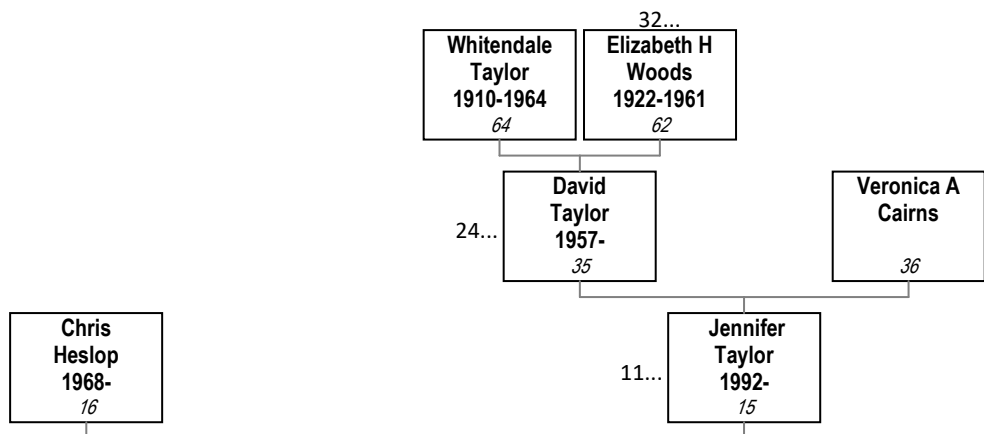 32...
Whitendale
Taylor
1910-1964
64
Elizabeth H
Woods
1922-1961
62
24...
David
Taylor
1957-
35
Veronica A
Cairns
36
Chris
Heslop
1968-
16
11...
Jennifer
Taylor
1992-
15